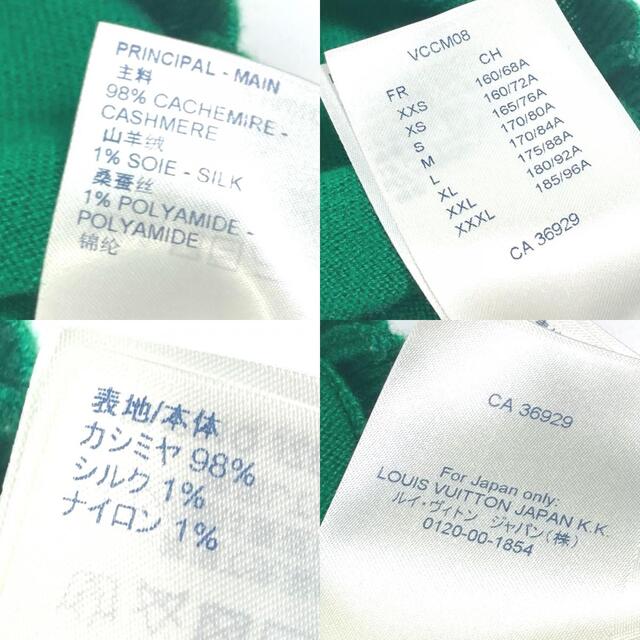 PRINCIPAL - MAIN
主料
98% CACHEMIRE -
CASHMERE
山羊绒
1% SOIE - SILK
桑蚕丝
1% POLYAMIDE -
POLYAMIDE
锦纶
VCCM08
FR CH
XXS 160/68A
XS 160/72A
S 165/76A
M 170/80A
L 170/84A
XL 175/88A
XXL 180/92A
XXXL 185/96A
CA 36929
表地/本体
カシミヤ 98%
シルク 1%
ナイロン 1%
CA 36929
For Japan only:
LOUIS VUITTON JAPAN K.K.
ルイ・ヴィトン ジャパン(株)
0120-00-1854